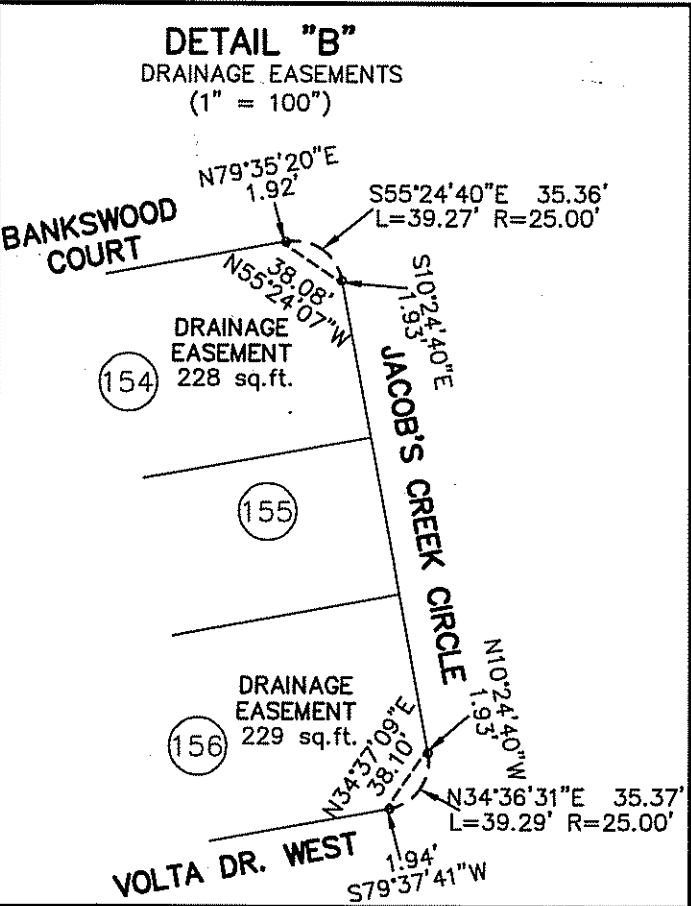 DETAIL "B"
DRAINAGE EASEMENTS
(1" = 100")
N79°35'20"E
1.92'
S55°24'40"E 35.36'
L=39.27' R=25.00'
BANKSWOOD
COURT
38.08'
N55°24'07"W
S10°24'40"E
1.93'
DRAINAGE
EASEMENT
228 sq.ft.
154
JACOB'S CREEK CIRCLE
155
DRAINAGE
EASEMENT
229 sq.ft.
156
N34°37'09"E
38.10'
N10°24'40"W
1.93'
N34°36'31"E 35.37'
L=39.29' R=25.00'
VOLTA DR. WEST
1.94'
S79°37'41"W